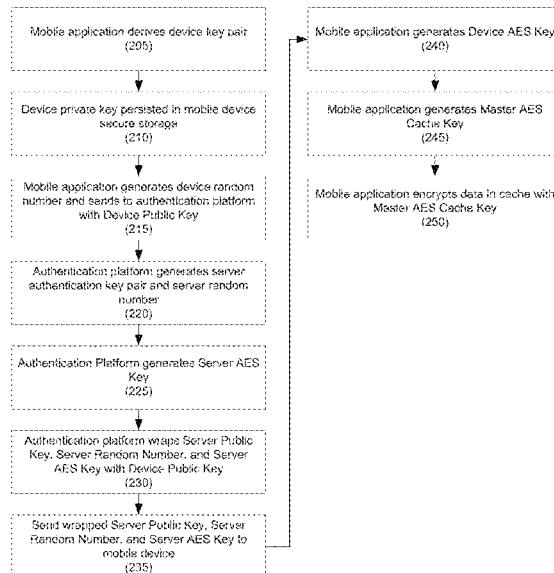 Mobile application derives device key pair
(205)
Device private key persisted in mobile device
secure storage
(210)
Mobile application generates device random
number and sends to authentication platform
with Device Public Key
(215)
Authentication platform generates server
authentication key pair and server random
number
(220)
Authentication Platform generates Server AES
Key
(225)
Authentication platform wraps Server Public
Key, Server Random Number, and Server
AES Key with Device Public Key
(230)
Send wrapped Server Public Key, Server
Random Number, and Server AES Key to
mobile device
(235)
Mobile application generates Device AES Key
(240)
Mobile application generates Master AES
Cache Key
(245)
Mobile application encrypts data in cache with
Master AES Cache Key
(250)